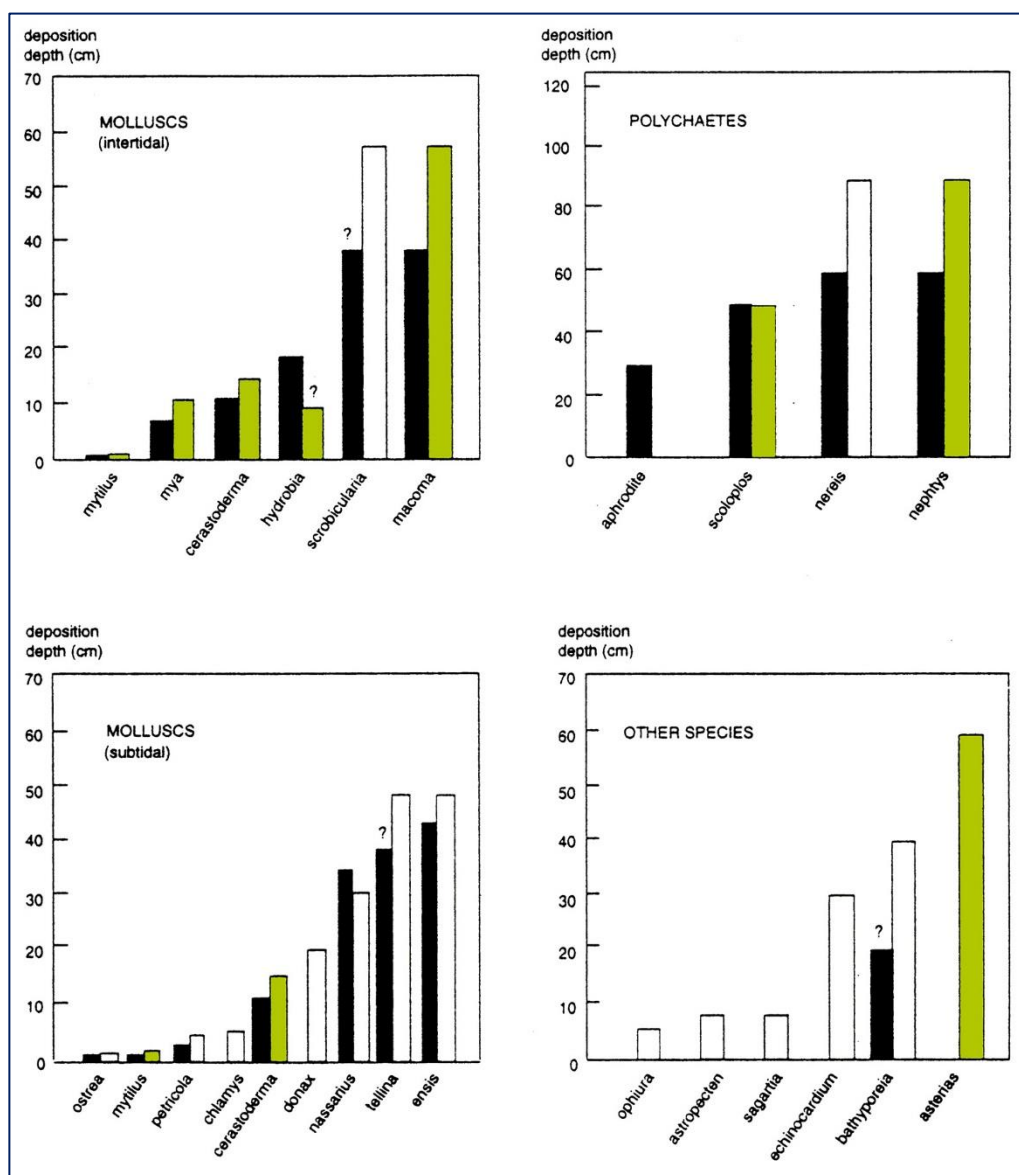 deposition
depth (cm)
70
60
50
40
30
20
10
0
MOLLUSCS
(intertidal)
?
?
mytilus
mya
cerastoderma
hydrobia
scrobicularia
macoma
deposition
depth (cm)
120
100
80
60
40
20
0
POLYCHAETES
aphrodite
scoloplos
nereis
nephtys
deposition
depth (cm)
70
60
50
40
30
20
10
0
MOLLUSCS
(subtidal)
?
ostrea
mytilus
petricola
chlamys
cerastoderma
donax
nassarius
tellina
ensis
deposition
depth (cm)
70
60
50
40
30
20
10
0
OTHER SPECIES
?
ophiura
astropecten
sagartia
echinocardium
bathyporeia
asterias